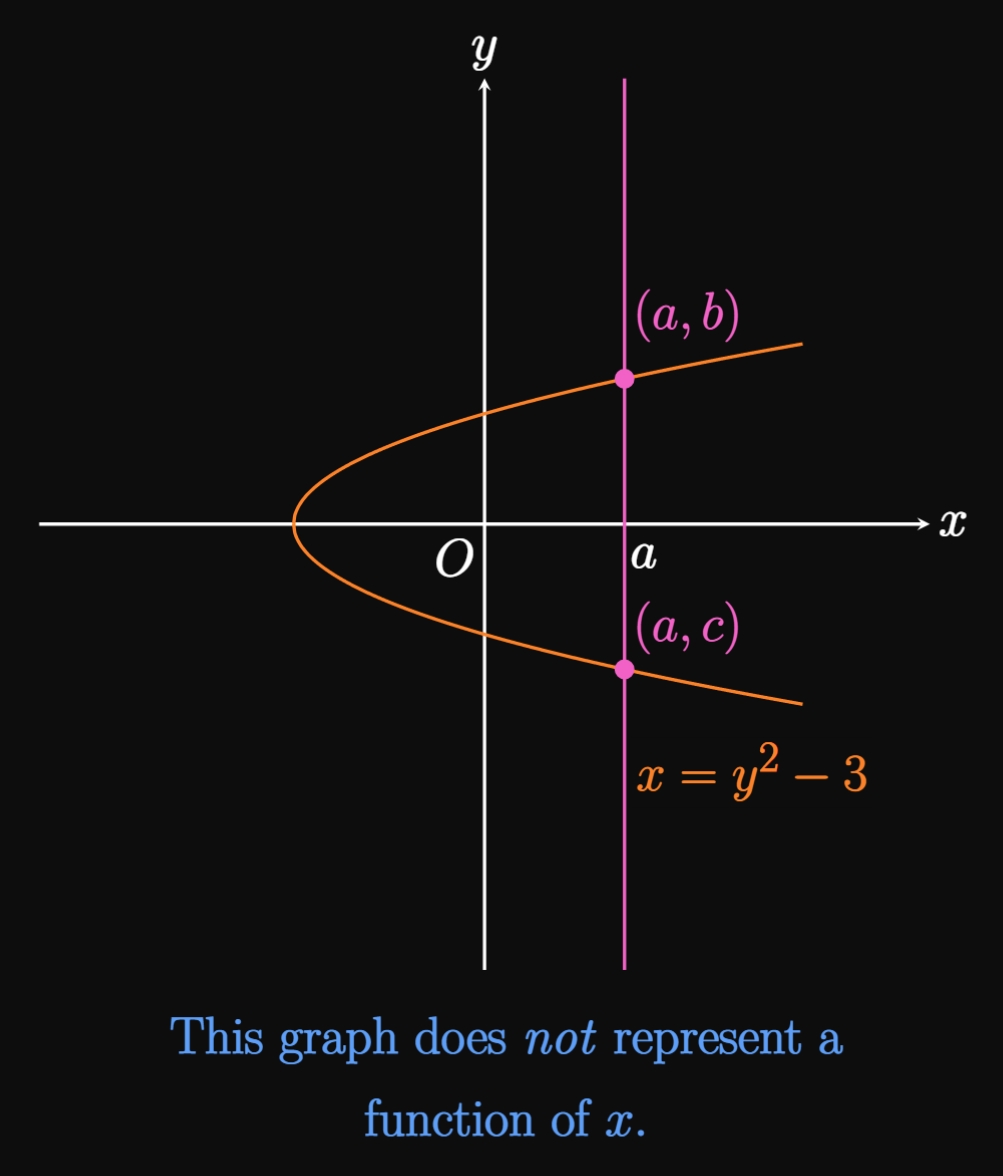 y
(a, b)
x
O
a
(a, c)
x = y² − 3
This graph does not represent a
function of x.